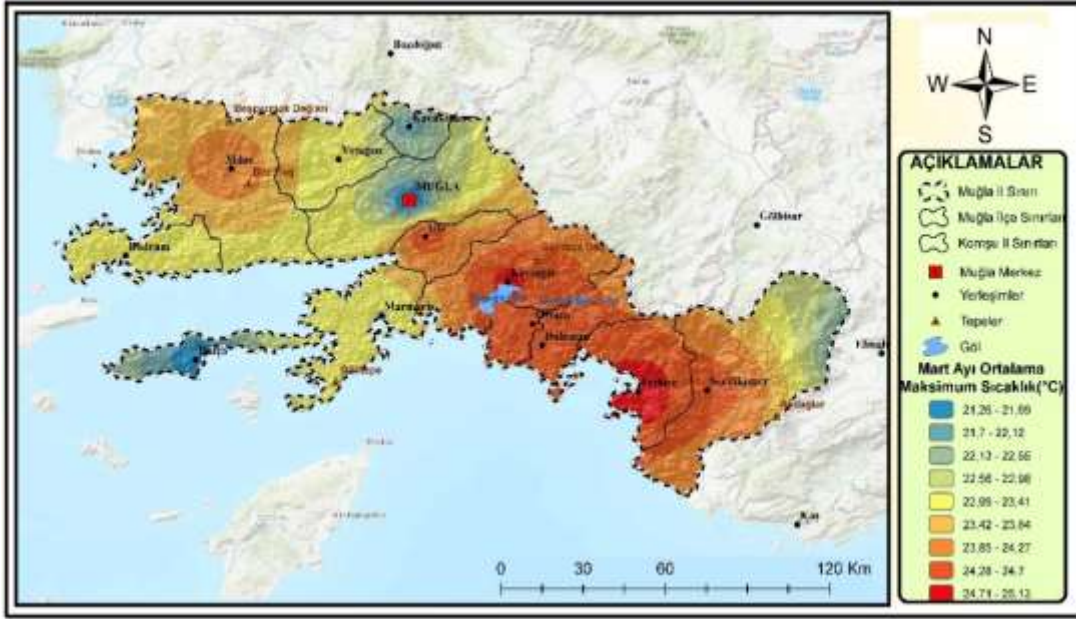 Bozdoğan
Kavaklıdere
Yatağan
Milas
MUĞLA
Gölhisar
Bodrum
Ula
Köyceğiz
Marmaris
Ortaca
Dalaman
Datça
Fethiye
Seydikemer
Kaş
0 30 60 120 Km
N
W E
S
AÇIKLAMALAR
Muğla İl Sınırı
Muğla İlçe Sınırları
Komşu İl Sınırları
Muğla Merkez
Yerleşimler
Tepeler
Göl
Mart Ayı Ortalama
Maksimum Sıcaklık(°C)
21,26 - 21,69
21,7 - 22,12
22,13 - 22,55
22,56 - 22,98
22,99 - 23,41
23,42 - 23,84
23,85 - 24,27
24,28 - 24,7
24,71 - 25,13